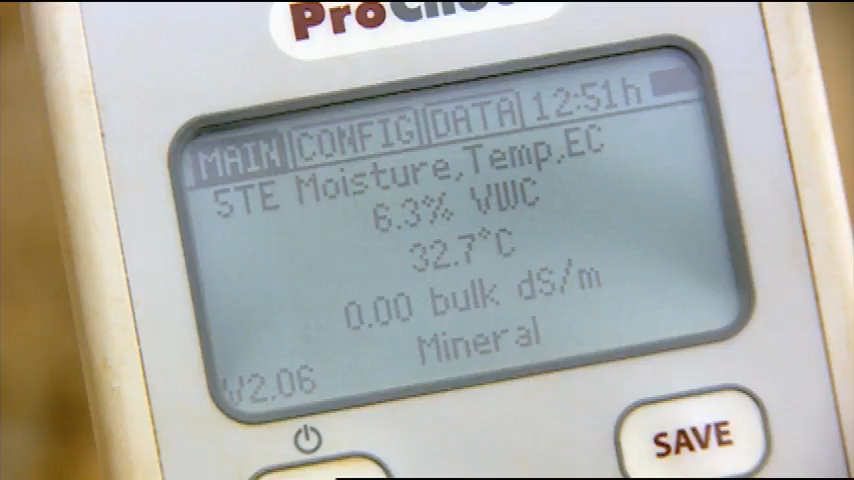 ProCheck
MAIN CONFIG DATA 12:51h
5TE Moisture,Temp,EC
6.3% VWC
32.7°C
0.00 bulk dS/m
Mineral
V2.06
SAVE